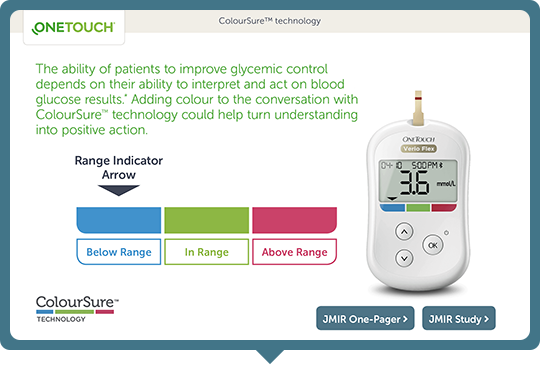 ColourSure™ technology
ONETOUCH®
The ability of patients to improve glycemic control
depends on their ability to interpret and act on blood
glucose results.* Adding colour to the conversation with
ColourSure™ technology could help turn understanding
into positive action.
Range Indicator
Arrow
Below Range
In Range
Above Range
ONETOUCH
Verio Flex
04-10 5:00PM
3.6
mmol/L
OK
ColourSure™
TECHNOLOGY
JMIR One-Pager >
JMIR Study >